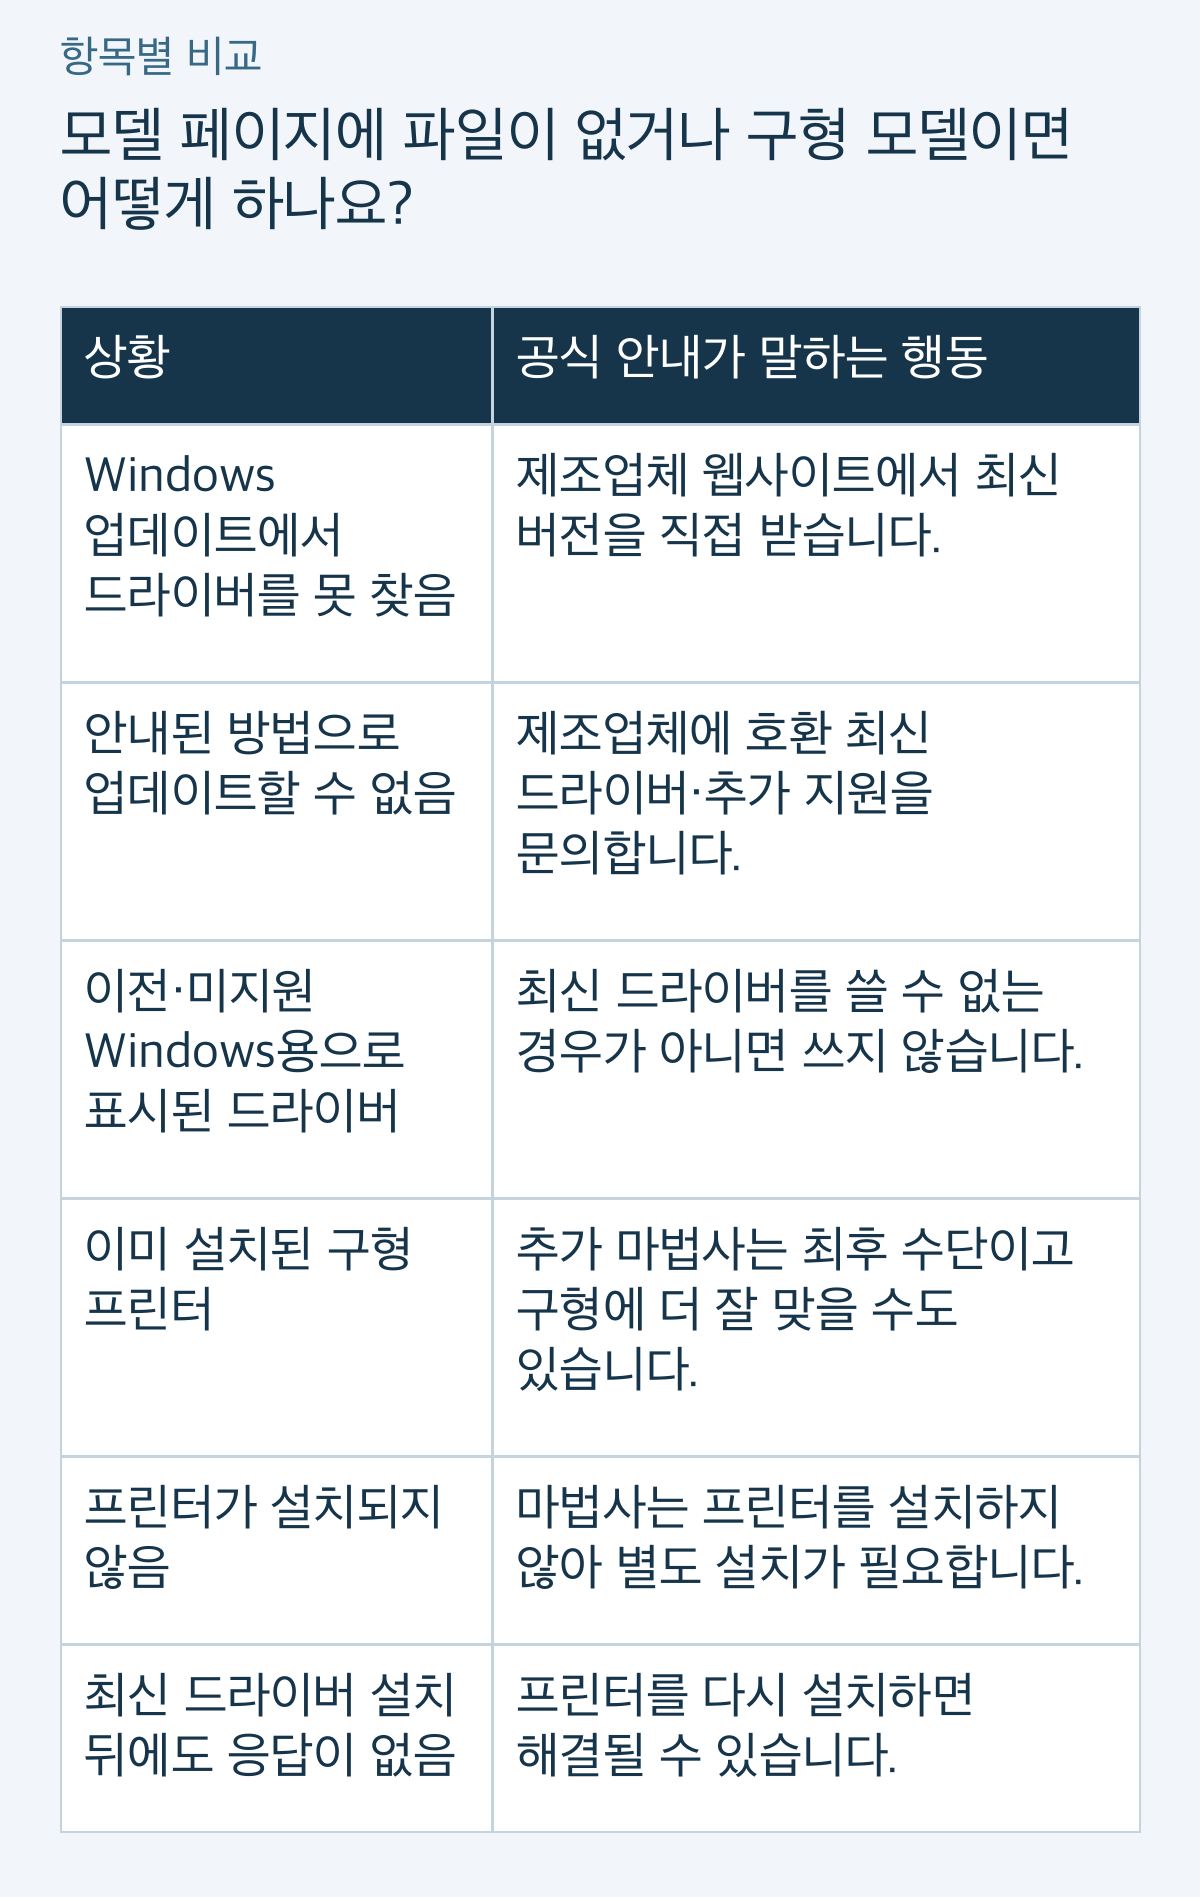 항목별 비교
모델 페이지에 파일이 없거나 구형 모델이면
어떻게 하나요?
상황
공식 안내가 말하는 행동
Windows
업데이트에서
드라이버를 못 찾음
제조업체 웹사이트에서 최신
버전을 직접 받습니다.
안내된 방법으로
업데이트할 수 없음
제조업체에 호환 최신
드라이버·추가 지원을
문의합니다.
이전·미지원
Windows용으로
표시된 드라이버
최신 드라이버를 쓸 수 없는
경우가 아니면 쓰지 않습니다.
이미 설치된 구형
프린터
추가 마법사는 최후 수단이고
구형에 더 잘 맞을 수도
있습니다.
프린터가 설치되지
않음
마법사는 프린터를 설치하지
않아 별도 설치가 필요합니다.
최신 드라이버 설치
뒤에도 응답이 없음
프린터를 다시 설치하면
해결될 수 있습니다.